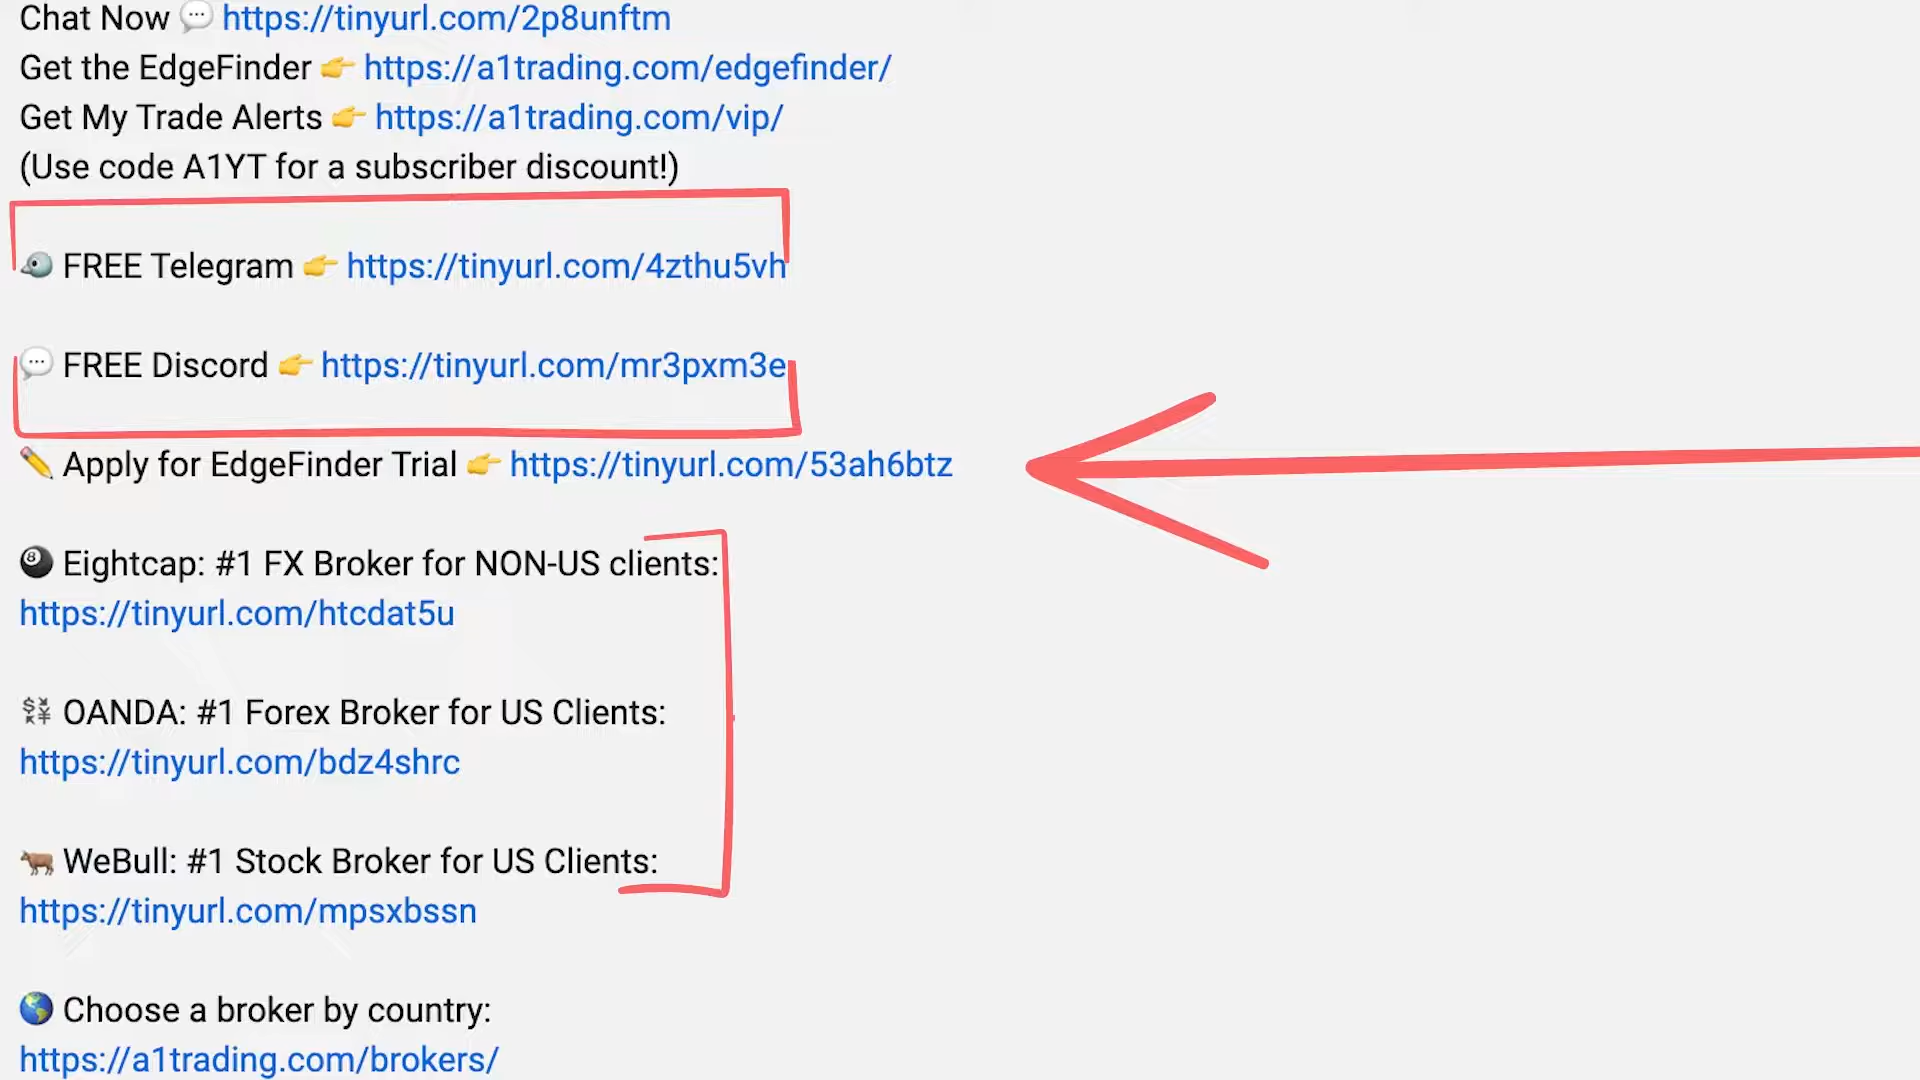 Chat Now 💬 https://tinyurl.com/2p8unftm
Get the EdgeFinder 👉 https://a1trading.com/edgefinder/
Get My Trade Alerts 👉 https://a1trading.com/vip/
(Use code A1YT for a subscriber discount!)
🐦 FREE Telegram 👉 https://tinyurl.com/4zthu5vh
💬 FREE Discord 👉 https://tinyurl.com/mr3pxm3e
✏️ Apply for EdgeFinder Trial 👉 https://tinyurl.com/53ah6btz
🎱 Eightcap: #1 FX Broker for NON-US clients:
https://tinyurl.com/htcdat5u
💱 OANDA: #1 Forex Broker for US Clients:
https://tinyurl.com/bdz4shrc
🐂 WeBull: #1 Stock Broker for US Clients:
https://tinyurl.com/mpsxbssn
🌎 Choose a broker by country:
https://a1trading.com/brokers/